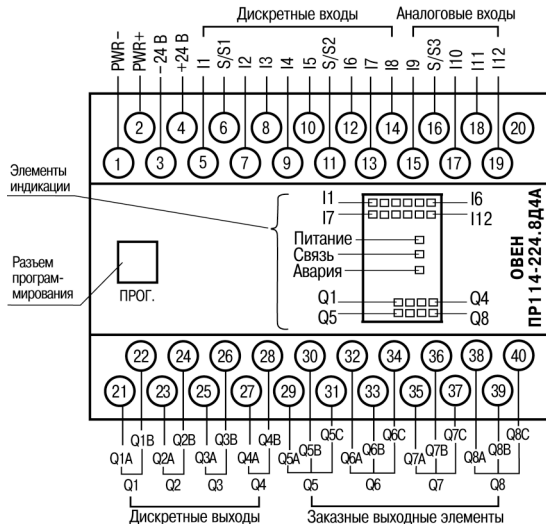 Дискретные входы Аналоговые входы
PWR- PWR+ -24 В +24 В I1 S/S1 I2 I3 I4 I5 S/S2 I6 I7 I8 I9 S/S3 I10 I11 I12
2 4 6 8 10 12 14 16 18 20
1 3 5 7 9 11 13 15 17 19
Элементы
индикации
I1 I6
I7 I12
Питание
Связь
Авария
Q1 Q4
Q5 Q8
Разъем
програм-
мирования
ПРОГ.
ОВЕН
ПР114-224.8Д4А
22 24 26 28 30 32 34 36 38 40
21 23 25 27 29 31 33 35 37 39
Q1B Q2B Q3B Q4B Q5C Q6C Q7C Q8C
Q5B Q6B Q7B Q8B
Q1A Q2A Q3A Q4A Q5A Q6A Q7A Q8A
Q1 Q2 Q3 Q4 Q5 Q6 Q7 Q8
Дискретные выходы Заказные выходные элементы